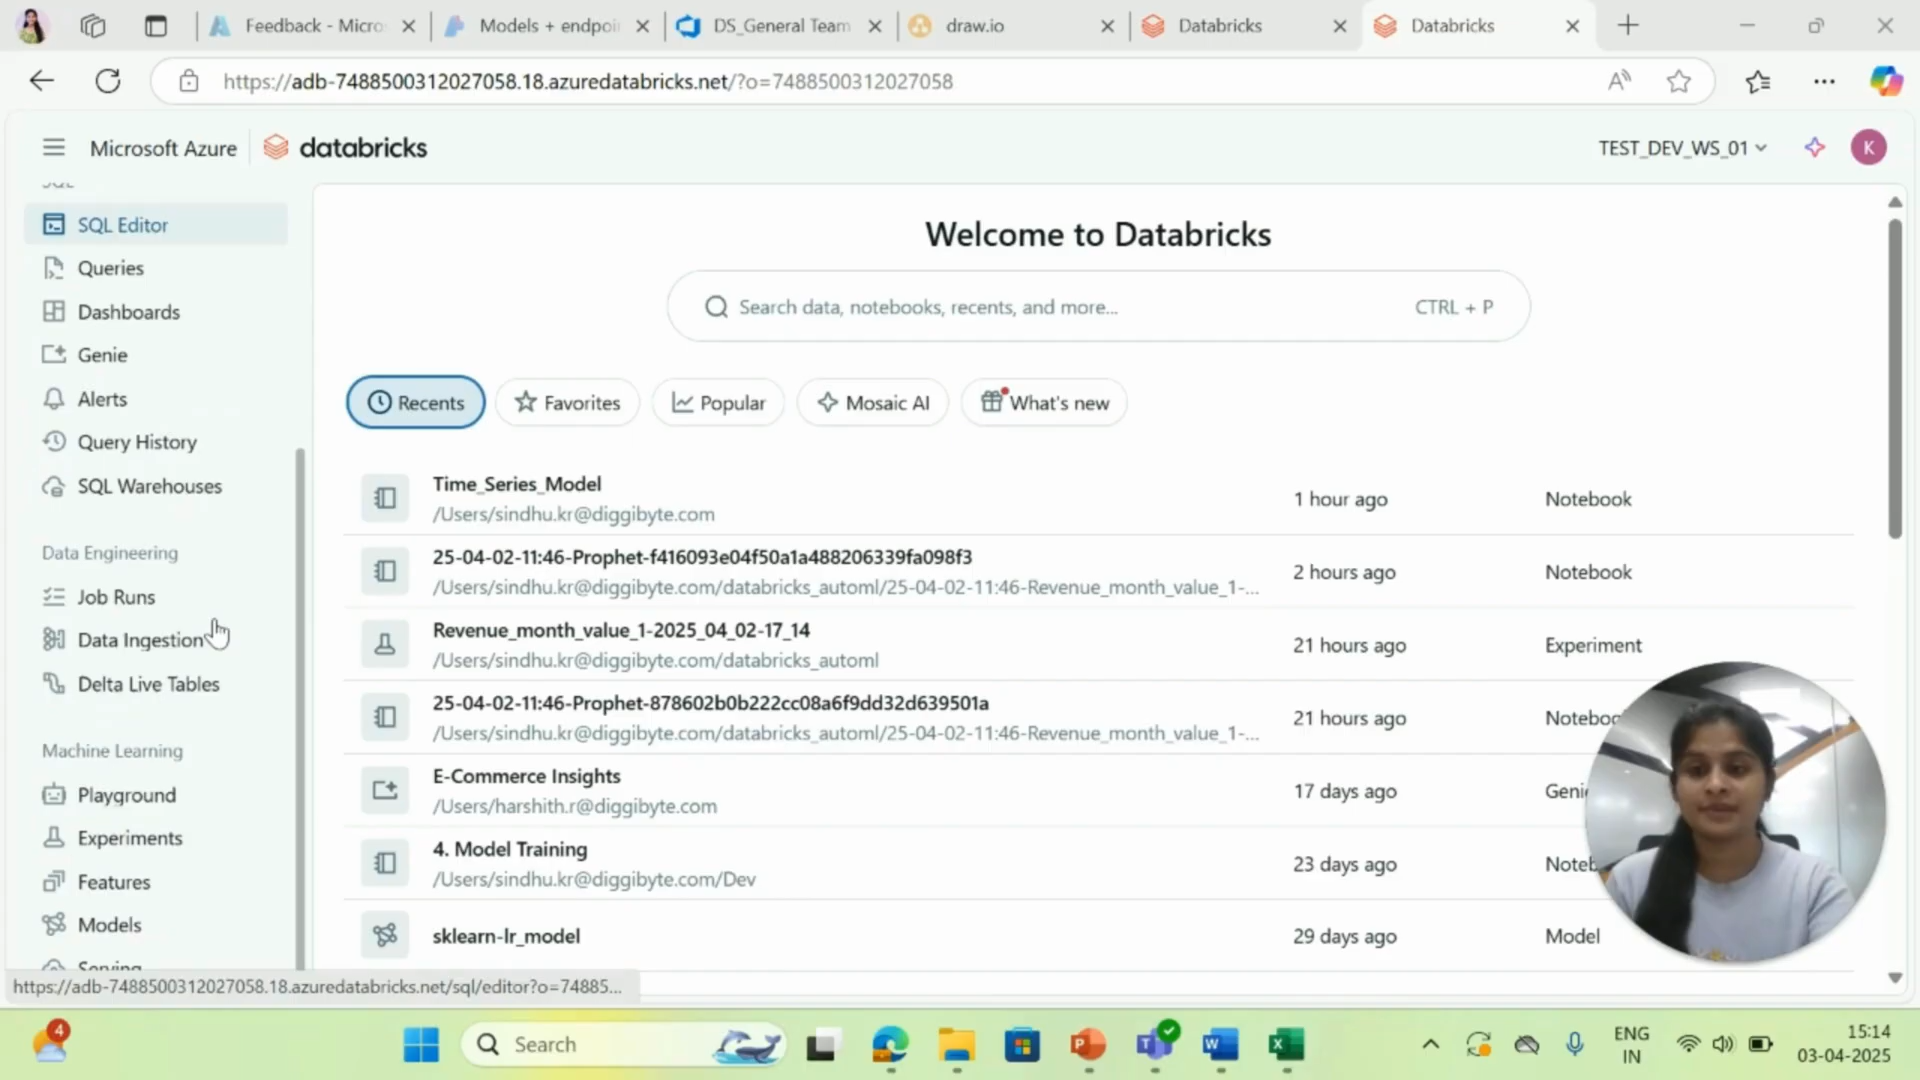 Feedback - Micros
Models + endpoin
DS_General Team
draw.io
Databricks
Databricks
https://adb-7488500312027058.18.azuredatabricks.net/?o=7488500312027058
Microsoft Azure
databricks
TEST_DEV_WS_01
K
SQL
SQL Editor
Queries
Dashboards
Genie
Alerts
Query History
SQL Warehouses
Data Engineering
Job Runs
Data Ingestion
Delta Live Tables
Machine Learning
Playground
Experiments
Features
Models
Serving
Welcome to Databricks
Search data, notebooks, recents, and more...
CTRL + P
Recents
Favorites
Popular
Mosaic AI
What's new
Time_Series_Model
/Users/sindhu.kr@diggibyte.com
1 hour ago
Notebook
25-04-02-11:46-Prophet-f416093e04f50a1a488206339fa098f3
/Users/sindhu.kr@diggibyte.com/databricks_automl/25-04-02-11:46-Revenue_month_value_1-...
2 hours ago
Notebook
Revenue_month_value_1-2025_04_02-17_14
/Users/sindhu.kr@diggibyte.com/databricks_automl
21 hours ago
Experiment
25-04-02-11:46-Prophet-878602b0b222cc08a6f9dd32d639501a
/Users/sindhu.kr@diggibyte.com/databricks_automl/25-04-02-11:46-Revenue_month_value_1-...
21 hours ago
Noteboo
E-Commerce Insights
/Users/harshith.r@diggibyte.com
17 days ago
Genie
4. Model Training
/Users/sindhu.kr@diggibyte.com/Dev
23 days ago
Noteb
sklearn-lr_model
29 days ago
Model
https://adb-7488500312027058.18.azuredatabricks.net/sql/editor?o=74885...
4
Search
ENG
IN
15:14
03-04-2025